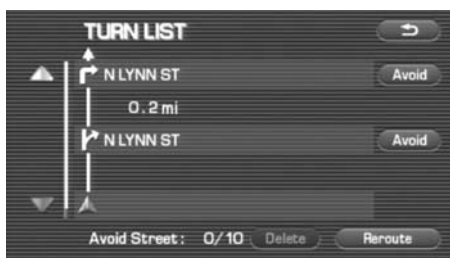 TURN LIST
N LYNN ST Avoid
0.2 mi
N LYNN ST Avoid
Avoid Street: 0/10 Delete Reroute